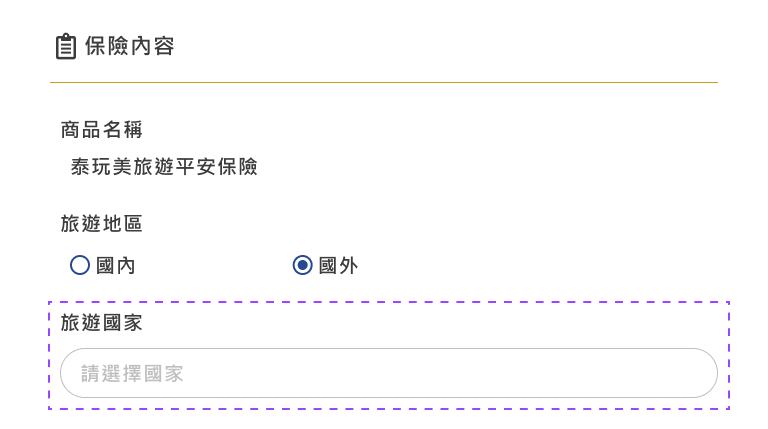 保險內容
商品名稱
泰玩美旅遊平安保險
旅遊地區
國內 國外
旅遊國家
請選擇國家